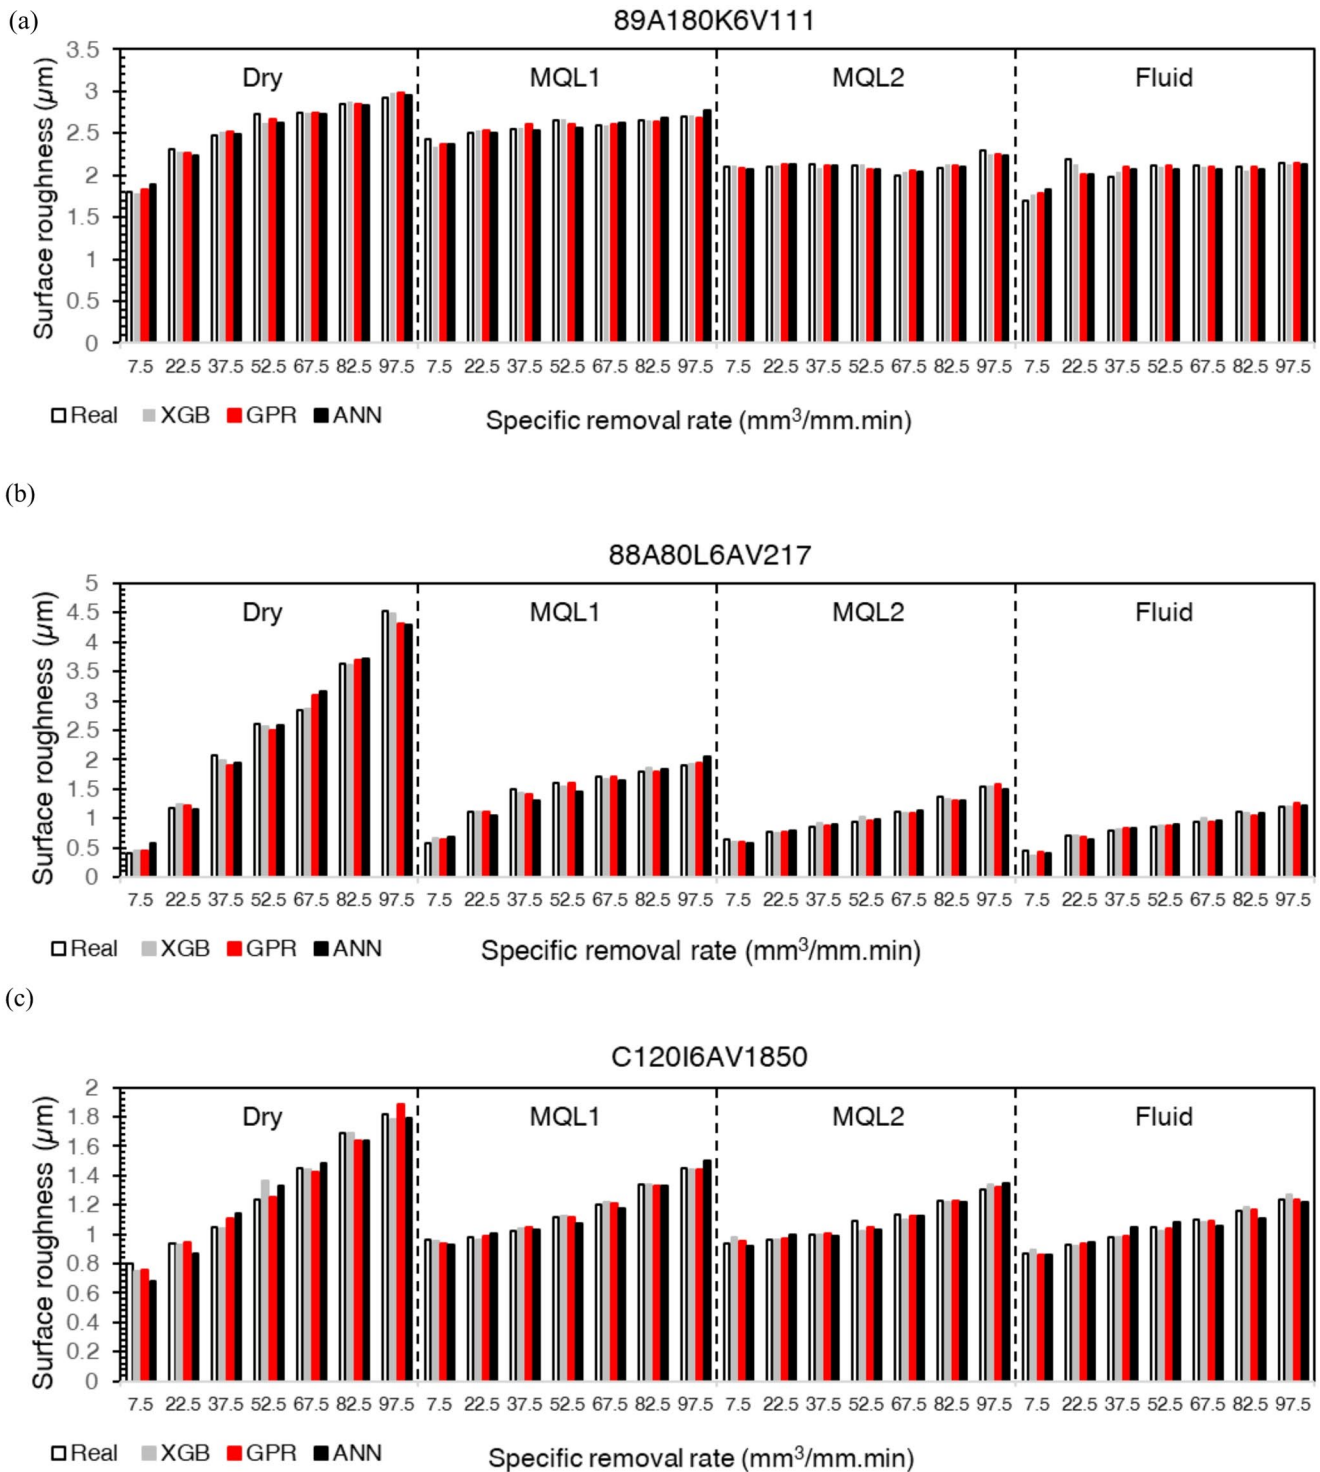 (a)
89A180K6V111
Surface roughness (µm)
3.5
3
2.5
2
1.5
1
0.5
0
Dry MQL1 MQL2 Fluid
7.5 22.5 37.5 52.5 67.5 82.5 97.5 7.5 22.5 37.5 52.5 67.5 82.5 97.5 7.5 22.5 37.5 52.5 67.5 82.5 97.5 7.5 22.5 37.5 52.5 67.5 82.5 97.5
Real XGB GPR ANN
Specific removal rate (mm³/mm.min)
(b)
88A80L6AV217
Surface roughness (µm)
5
4.5
4
3.5
3
2.5
2
1.5
1
0.5
0
Dry MQL1 MQL2 Fluid
7.5 22.5 37.5 52.5 67.5 82.5 97.5 7.5 22.5 37.5 52.5 67.5 82.5 97.5 7.5 22.5 37.5 52.5 67.5 82.5 97.5 7.5 22.5 37.5 52.5 67.5 82.5 97.5
Real XGB GPR ANN
Specific removal rate (mm³/mm.min)
(c)
C120I6AV1850
Surface roughness (µm)
2
1.8
1.6
1.4
1.2
1
0.8
0.6
0.4
0.2
0
Dry MQL1 MQL2 Fluid
7.5 22.5 37.5 52.5 67.5 82.5 97.5 7.5 22.5 37.5 52.5 67.5 82.5 97.5 7.5 22.5 37.5 52.5 67.5 82.5 97.5 7.5 22.5 37.5 52.5 67.5 82.5 97.5
Real XGB GPR ANN
Specific removal rate (mm³/mm.min)